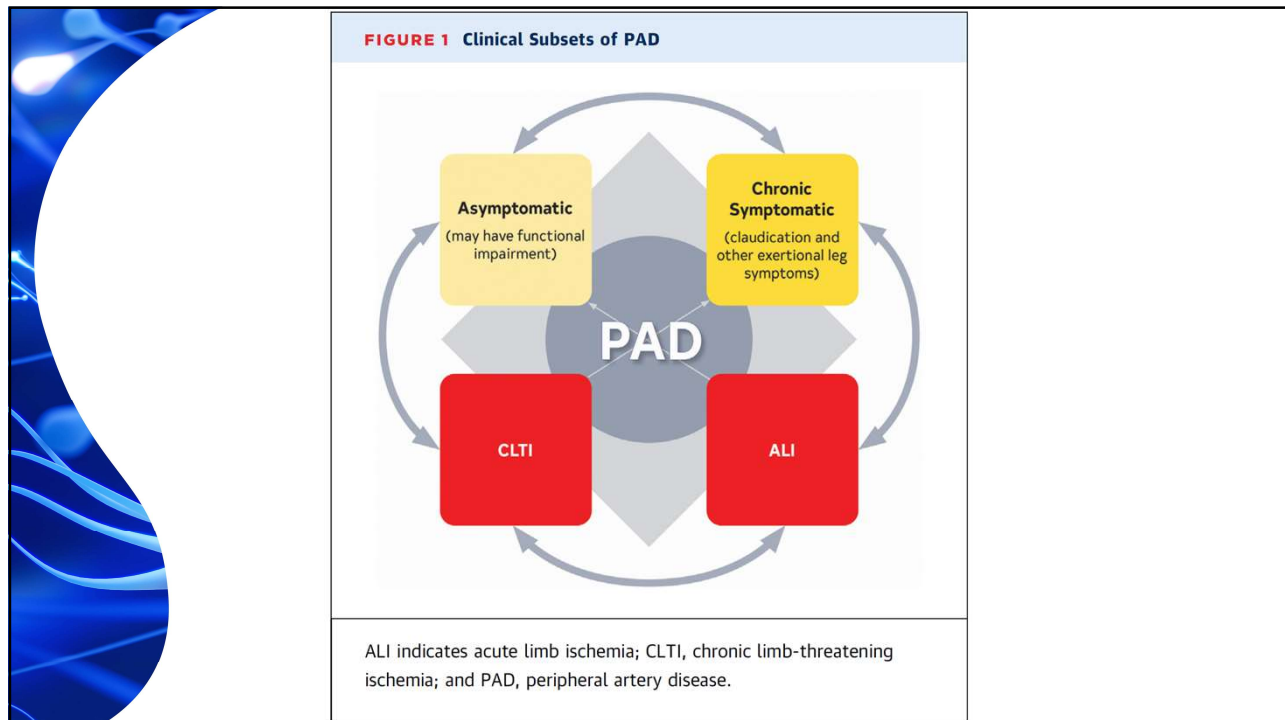 FIGURE 1 Clinical Subsets of PAD
Asymptomatic
(may have functional
impairment)
Chronic
Symptomatic
(claudication and
other exertional leg
symptoms)
PAD
CLTI
ALI
ALI indicates acute limb ischemia; CLTI, chronic limb-threatening
ischemia; and PAD, peripheral artery disease.